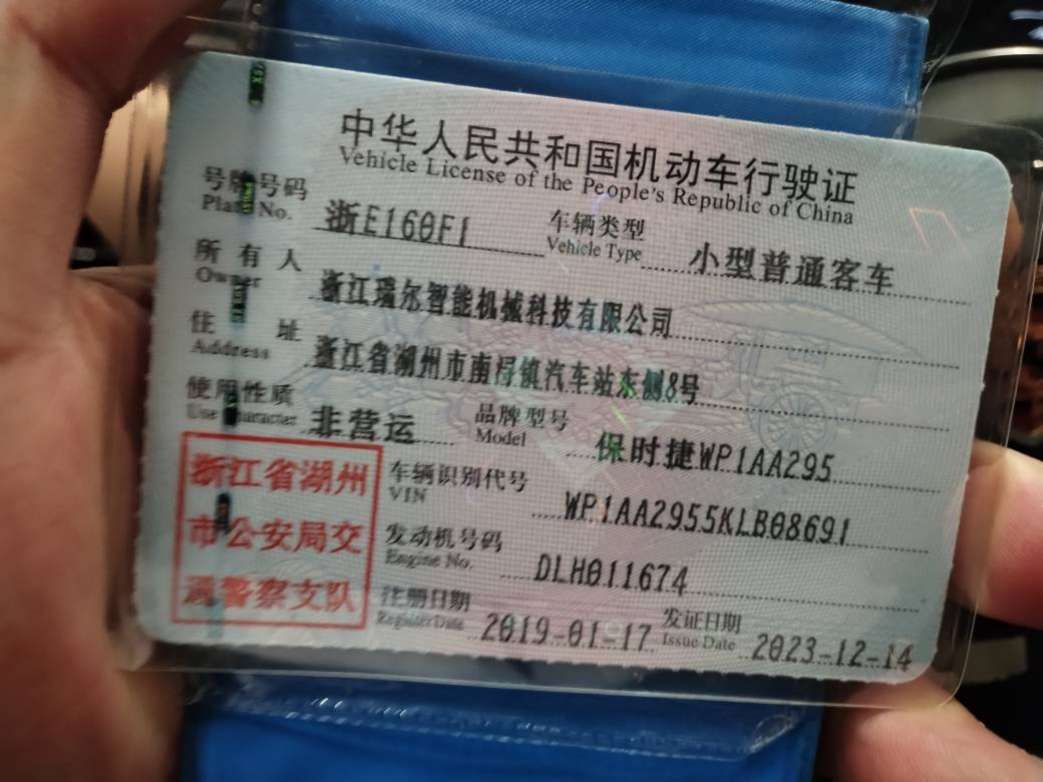 中华人民共和国机动车行驶证
Vehicle License of the People's Republic of China
号牌号码 浙E160F1 车辆类型 小型普通客车
Plate No. Vehicle Type
所有人 浙江瑞尔智能机械科技有限公司
Owner
住址 浙江省湖州市南浔镇汽车站东侧8号
Address
使用性质 非营运 品牌型号 保时捷WP1AA295
Use Character Model
浙江省湖州
市公安局交
通警察支队
车辆识别代号 WP1AA2955KLB08691
VIN
发动机号码 DLH011674
Engine No.
注册日期 2019-01-17 发证日期 2023-12-14
Register Date Issue Date